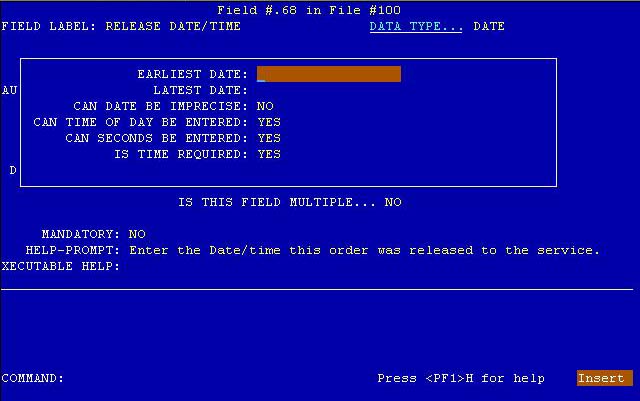 Field #.68 in File #100
FIELD LABEL: RELEASE DATE/TIME DATA TYPE... DATE
EARLIEST DATE: _
AU LATEST DATE:
CAN DATE BE IMPRECISE: NO
CAN TIME OF DAY BE ENTERED: YES
CAN SECONDS BE ENTERED: YES
IS TIME REQUIRED: YES
D
IS THIS FIELD MULTIPLE... NO
MANDATORY: NO
HELP-PROMPT: Enter the Date/time this order was released to the service.
XECUTABLE HELP:
COMMAND: Press <PF1>H for help Insert